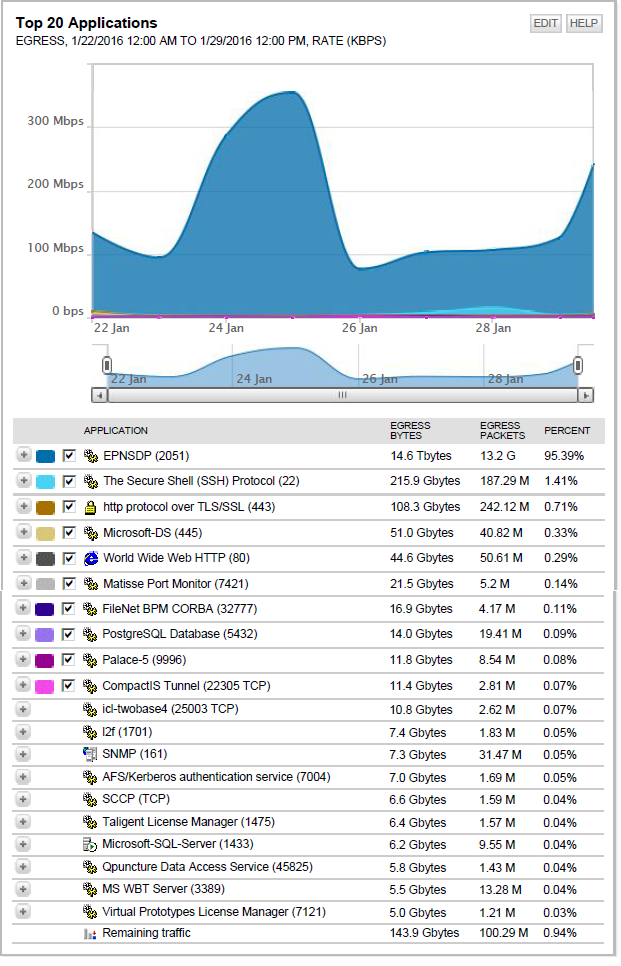 Top 20 Applications
EDIT HELP
EGRESS, 1/22/2016 12:00 AM TO 1/29/2016 12:00 PM, RATE (KBPS)
300 Mbps
200 Mbps
100 Mbps
0 bps
22 Jan 24 Jan 26 Jan 28 Jan
22 Jan 24 Jan 26 Jan 28 Jan
APPLICATION EGRESS BYTES EGRESS PACKETS PERCENT
EPNSDP (2051) 14.6 Tbytes 13.2 G 95.39%
The Secure Shell (SSH) Protocol (22) 215.9 Gbytes 187.29 M 1.41%
http protocol over TLS/SSL (443) 108.3 Gbytes 242.12 M 0.71%
Microsoft-DS (445) 51.0 Gbytes 40.82 M 0.33%
World Wide Web HTTP (80) 44.6 Gbytes 50.61 M 0.29%
Matisse Port Monitor (7421) 21.5 Gbytes 5.2 M 0.14%
FileNet BPM CORBA (32777) 16.9 Gbytes 4.17 M 0.11%
PostgreSQL Database (5432) 14.0 Gbytes 19.41 M 0.09%
Palace-5 (9996) 11.8 Gbytes 8.54 M 0.08%
CompactIS Tunnel (22305 TCP) 11.4 Gbytes 2.81 M 0.07%
icl-twobase4 (25003 TCP) 10.8 Gbytes 2.62 M 0.07%
l2f (1701) 7.4 Gbytes 1.83 M 0.05%
SNMP (161) 7.3 Gbytes 31.47 M 0.05%
AFS/Kerberos authentication service (7004) 7.0 Gbytes 1.69 M 0.05%
SCCP (TCP) 6.6 Gbytes 1.59 M 0.04%
Taligent License Manager (1475) 6.4 Gbytes 1.57 M 0.04%
Microsoft-SQL-Server (1433) 6.2 Gbytes 9.55 M 0.04%
Qpuncture Data Access Service (45825) 5.8 Gbytes 1.43 M 0.04%
MS WBT Server (3389) 5.5 Gbytes 13.28 M 0.04%
Virtual Prototypes License Manager (7121) 5.0 Gbytes 1.21 M 0.03%
Remaining traffic 143.9 Gbytes 100.29 M 0.94%